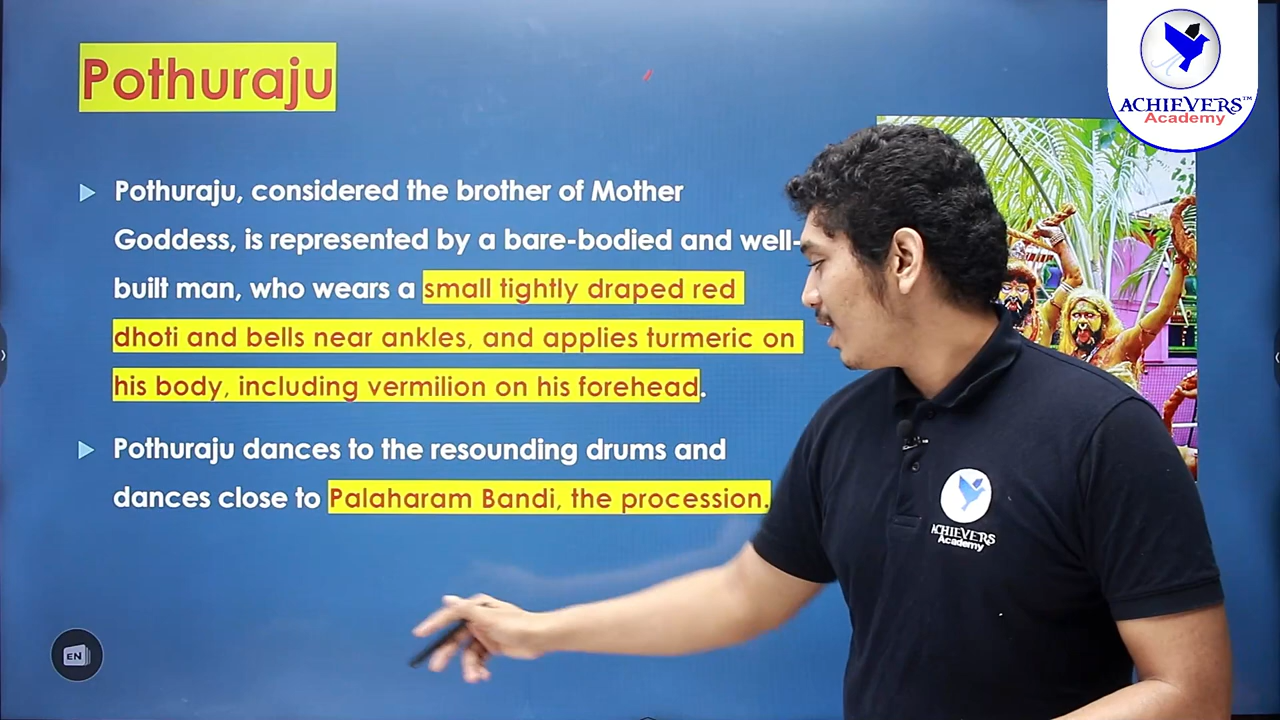 Pothuraju
ACHIEVERS™
Academy
Pothuraju, considered the brother of Mother
Goddess, is represented by a bare-bodied and well-
built man, who wears a small tightly draped red
dhoti and bells near ankles, and applies turmeric on
his body, including vermilion on his forehead.
Pothuraju dances to the resounding drums and
dances close to Palaharam Bandi, the procession.
ACHIEVERS
Academy
EN